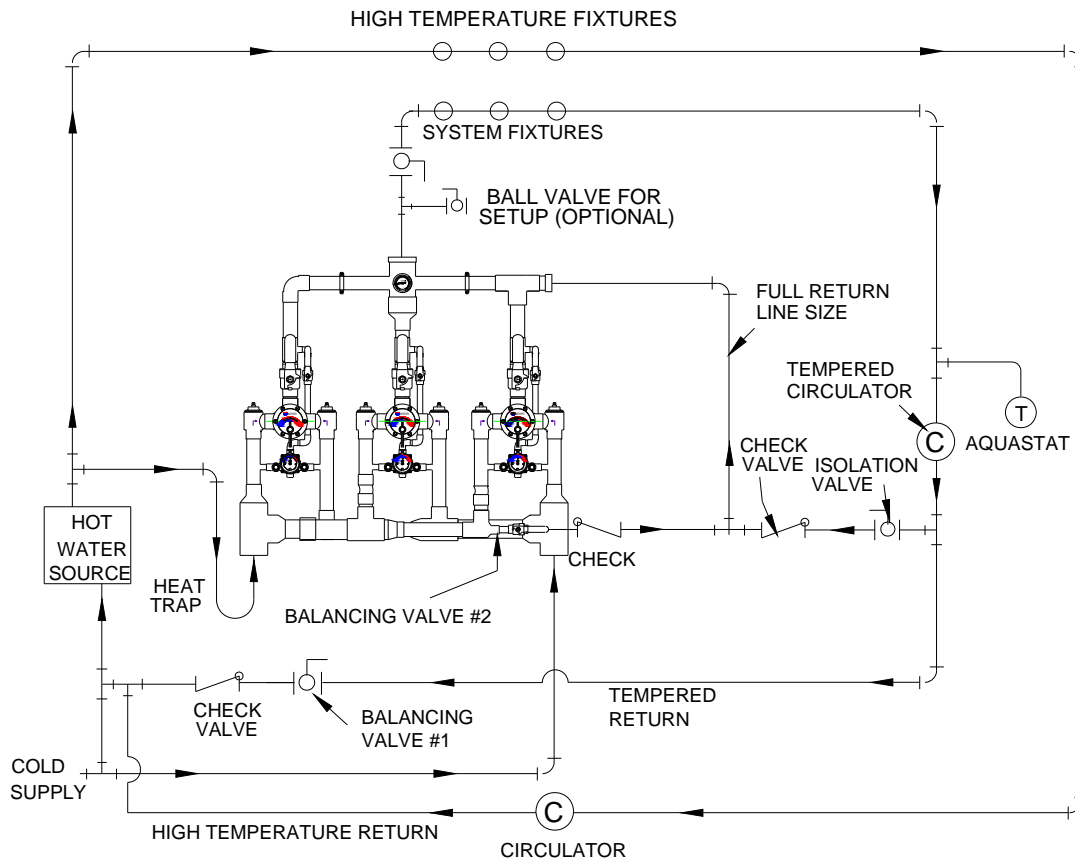 HIGH TEMPERATURE FIXTURES
SYSTEM FIXTURES
BALL VALVE FOR
SETUP (OPTIONAL)
FULL RETURN
LINE SIZE
TEMPERED
CIRCULATOR
T
C
AQUASTAT
CHECK
VALVE
ISOLATION
VALVE
HOT
WATER
SOURCE
HEAT
TRAP
CHECK
BALANCING VALVE #2
CHECK
VALVE
BALANCING
VALVE #1
TEMPERED
RETURN
COLD
SUPPLY
C
HIGH TEMPERATURE RETURN
CIRCULATOR